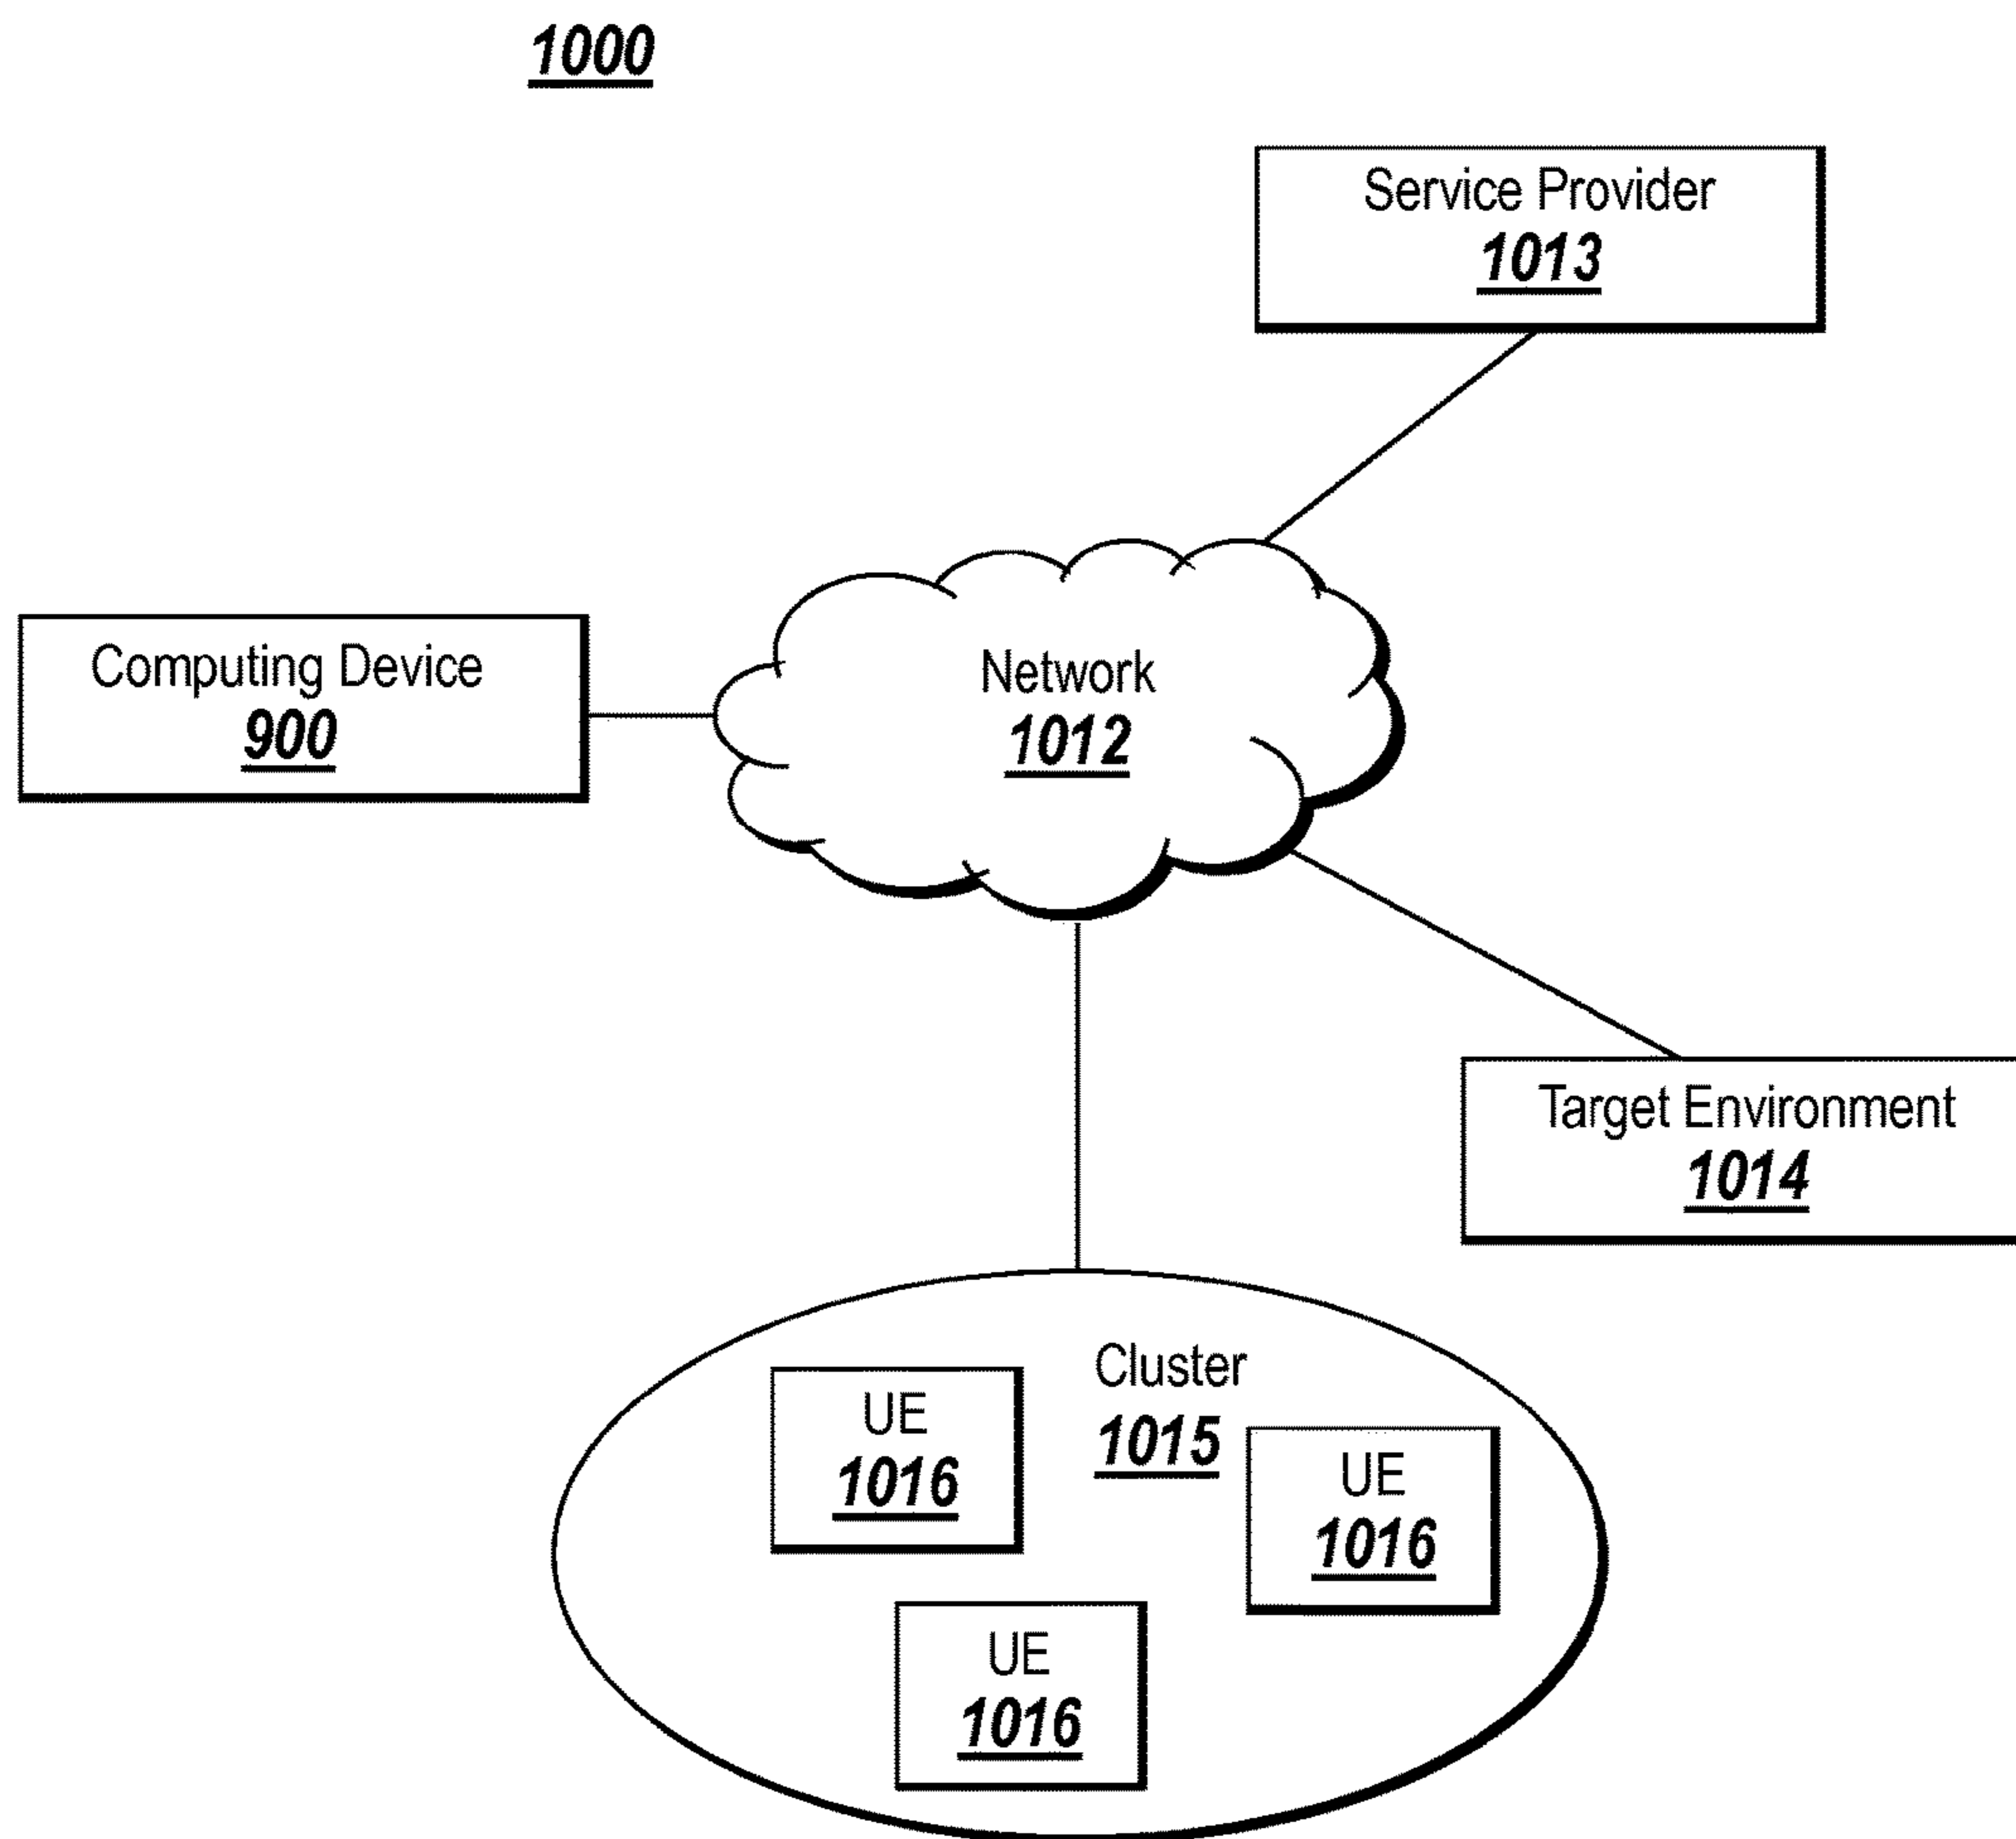 1000
Service Provider
1013
Computing Device
900
Network
1012
Target Environment
1014
Cluster
1015
UE
1016
UE
1016
UE
1016